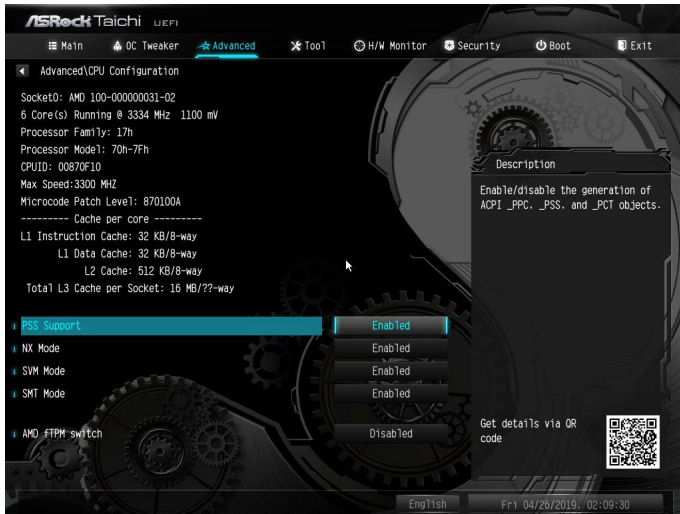 ASRock Taichi UEFI
Main OC Tweaker Advanced Tool H/W Monitor Security Boot Exit
Advanced\CPU Configuration
Socket0: AMD 100-000000031-02
6 Core(s) Running @ 3334 MHz 1100 mV
Processor Family: 17h
Processor Model: 70h-7Fh
CPUID: 00870F10
Max Speed:3300 MHZ
Microcode Patch Level: 870100A
--------- Cache per core ---------
L1 Instruction Cache: 32 KB/8-way
L1 Data Cache: 32 KB/8-way
L2 Cache: 512 KB/8-way
Total L3 Cache per Socket: 16 MB/??-way
PSS Support Enabled
NX Mode Enabled
SVM Mode Enabled
SMT Mode Enabled
AMD fTPM switch Disabled
Description
Enable/disable the generation of
ACPI _PPC, _PSS, and _PCT objects.
Get details via QR
code
English Fri 04/26/2019, 02:09:30